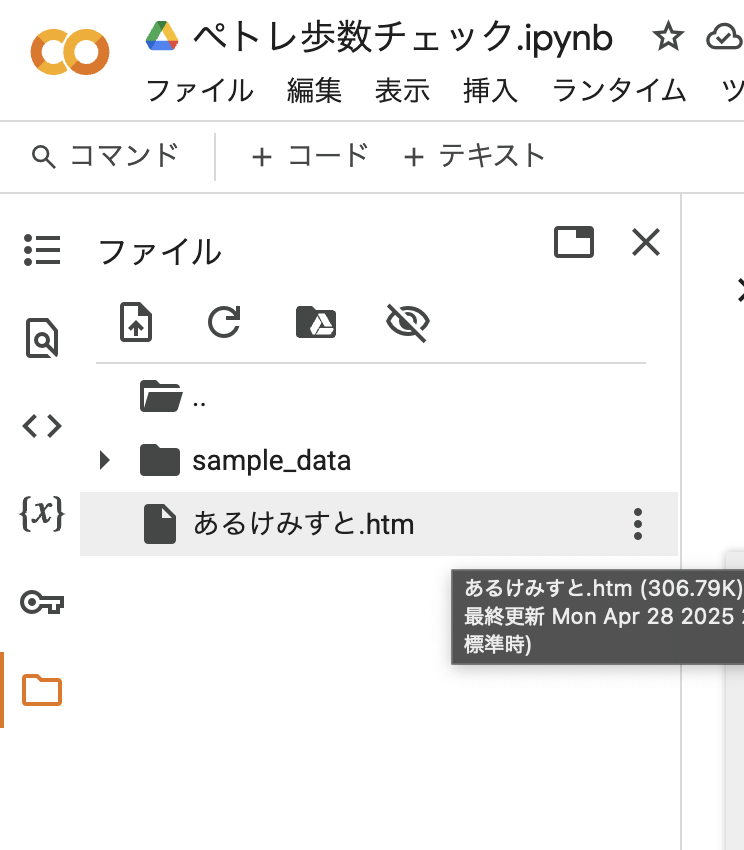 ペトレ歩数チェック.ipynb
ファイル 編集 表示 挿入 ランタイム ツ
コマンド + コード + テキスト
ファイル
..
sample_data
あるけみすと.htm
あるけみすと.htm (306.79K)
最終更新 Mon Apr 28 2025
標準時)
{x}